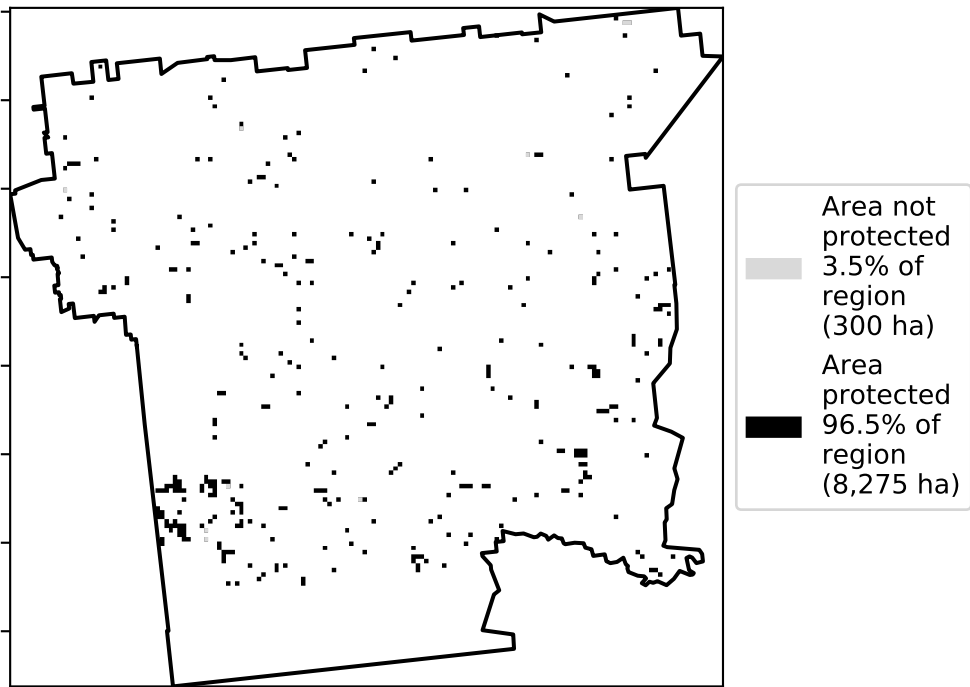 Area not
protected
3.5% of
region
(300 ha)
Area
protected
96.5% of
region
(8,275 ha)